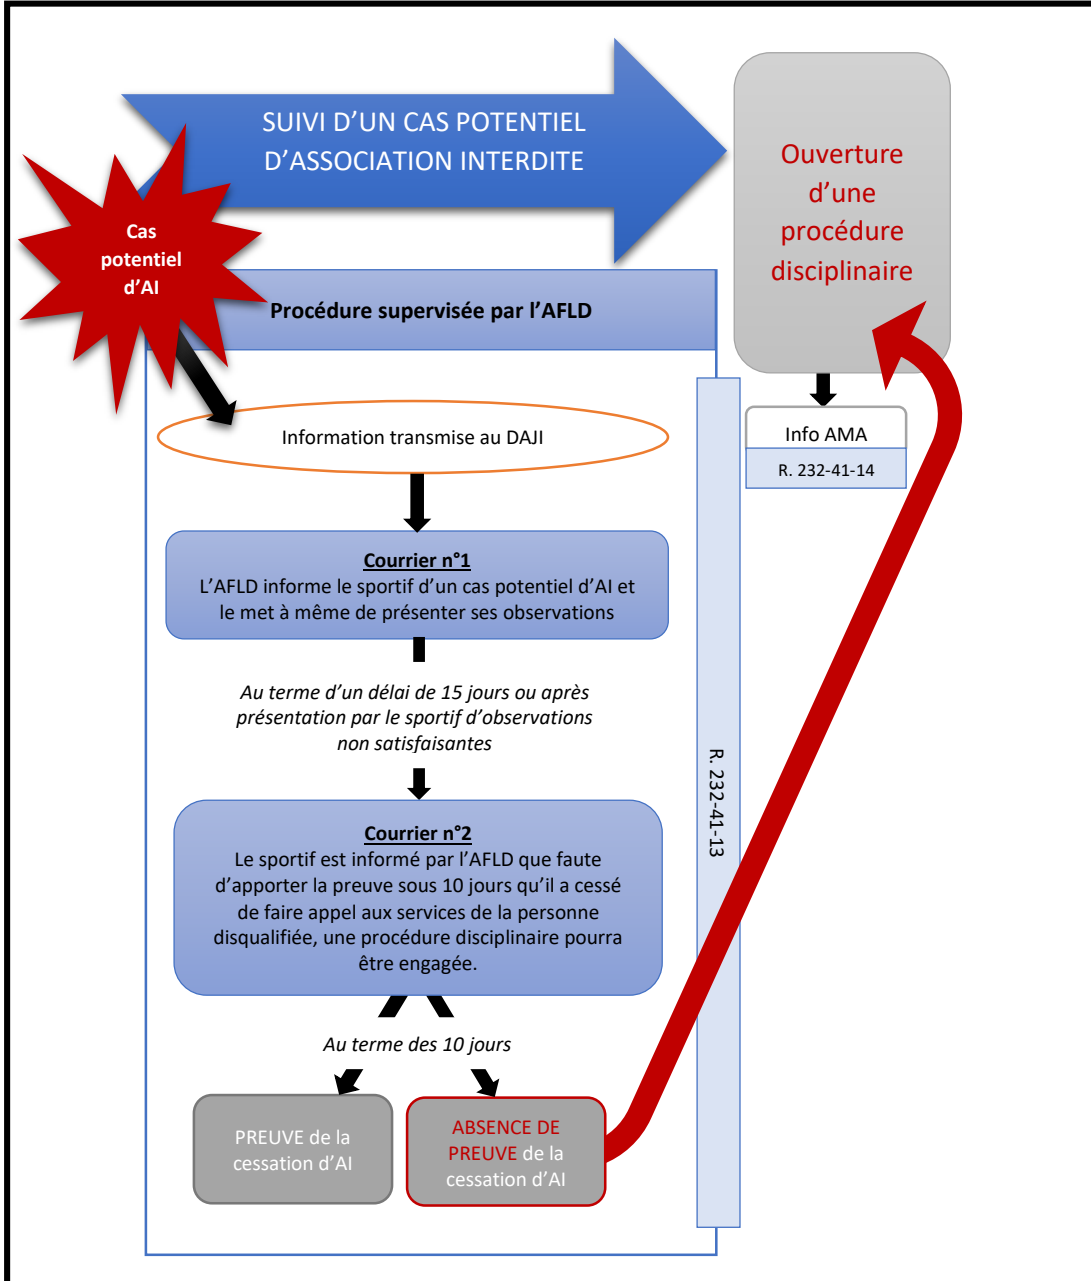 SUIVI D’UN CAS POTENTIEL
D’ASSOCIATION INTERDITE
Ouverture
d’une
procédure
disciplinaire
Cas
potentiel
d’AI
Procédure supervisée par l’AFLD
Information transmise au DAJI
Info AMA
R. 232-41-14
Courrier n°1
L’AFLD informe le sportif d’un cas potentiel d’AI et
le met à même de présenter ses observations
Au terme d’un délai de 15 jours ou après
présentation par le sportif d’observations
non satisfaisantes
R. 232-41-13
Courrier n°2
Le sportif est informé par l’AFLD que faute
d’apporter la preuve sous 10 jours qu’il a cessé
de faire appel aux services de la personne
disqualifiée, une procédure disciplinaire pourra
être engagée.
Au terme des 10 jours
PREUVE de la
cessation d’AI
ABSENCE DE
PREUVE de la
cessation d’AI